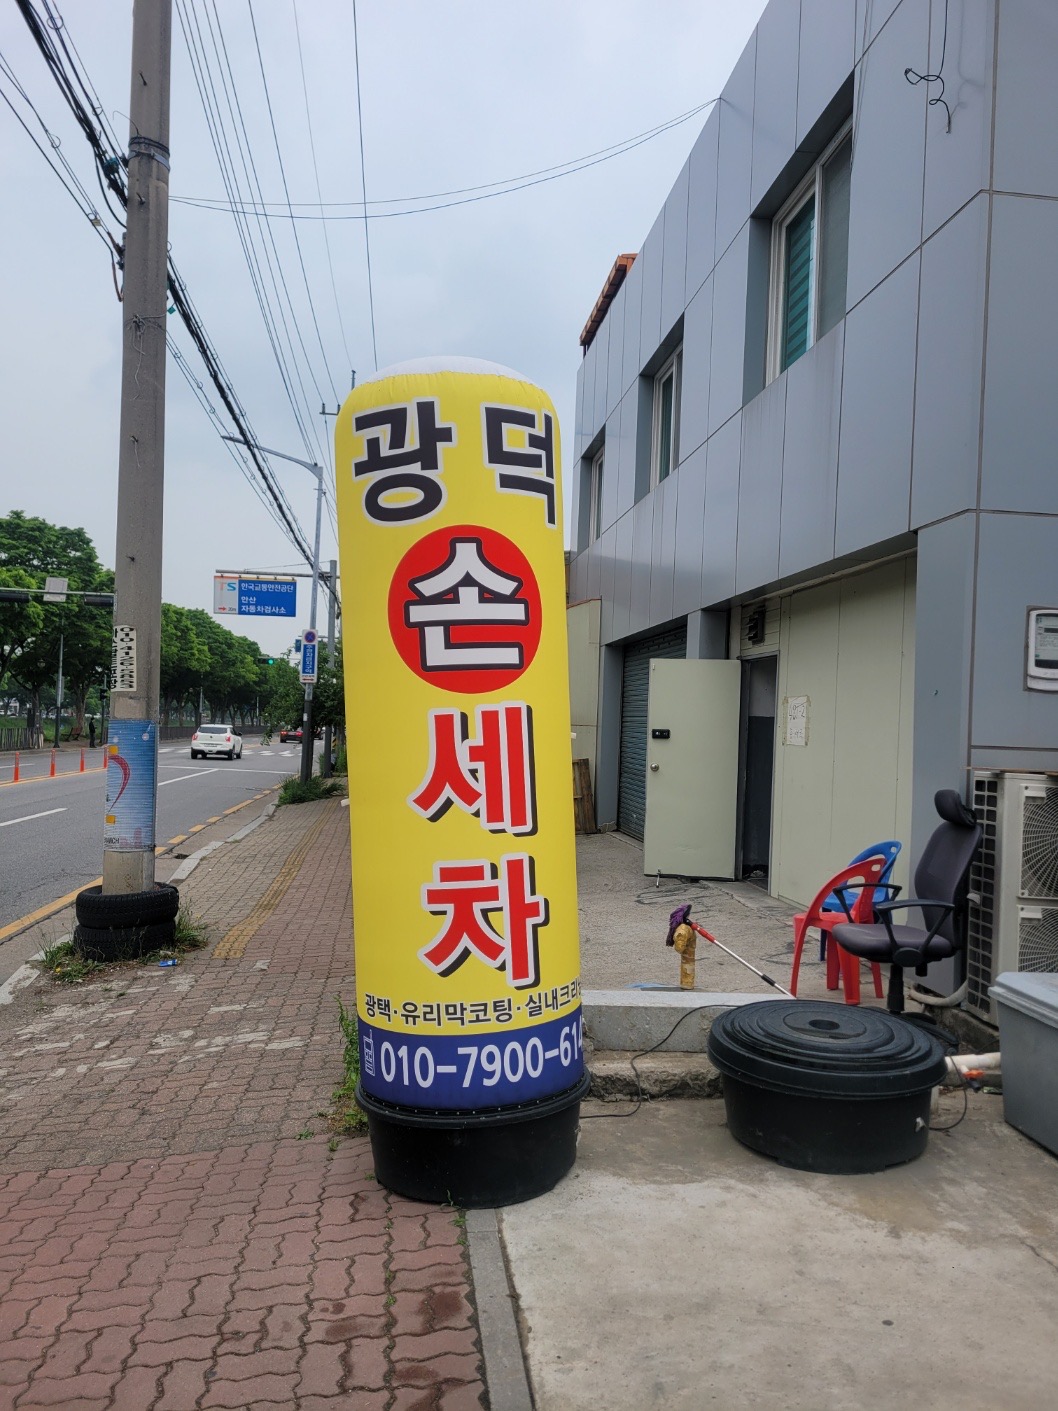 광덕
손
세
차
광택·유리막코팅·실내크리
010-7900-61
TS 한국교통안전공단
안산
자동차검사소